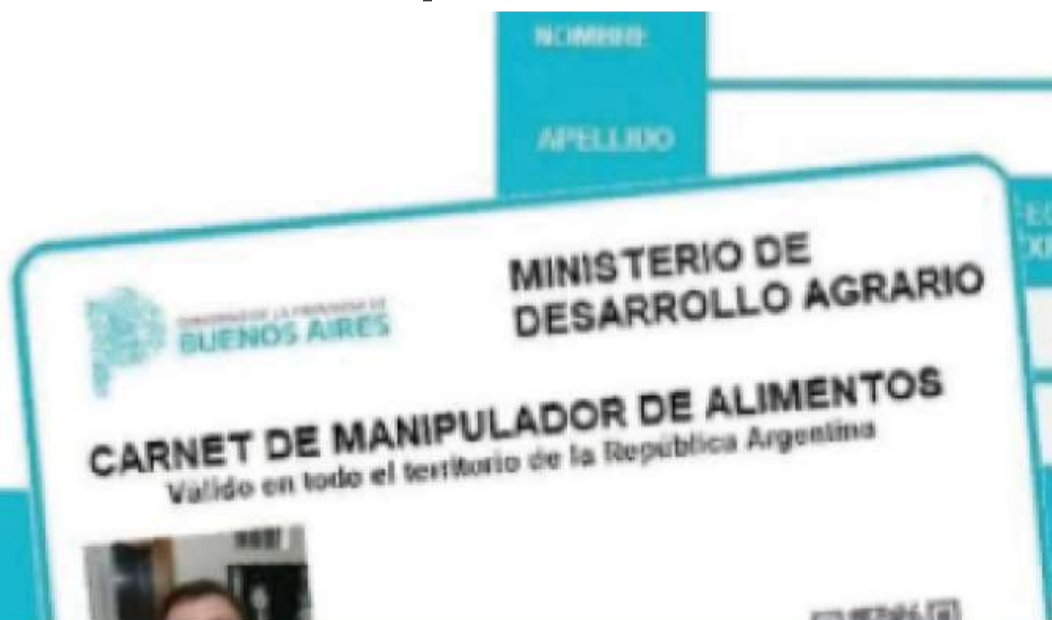 NOMBRE
APELLIDO
MINISTERIO DE
DESARROLLO AGRARIO
BUENOS AIRES
CARNET DE MANIPULADOR DE ALIMENTOS
Valido en todo el territorio de la República Argentina